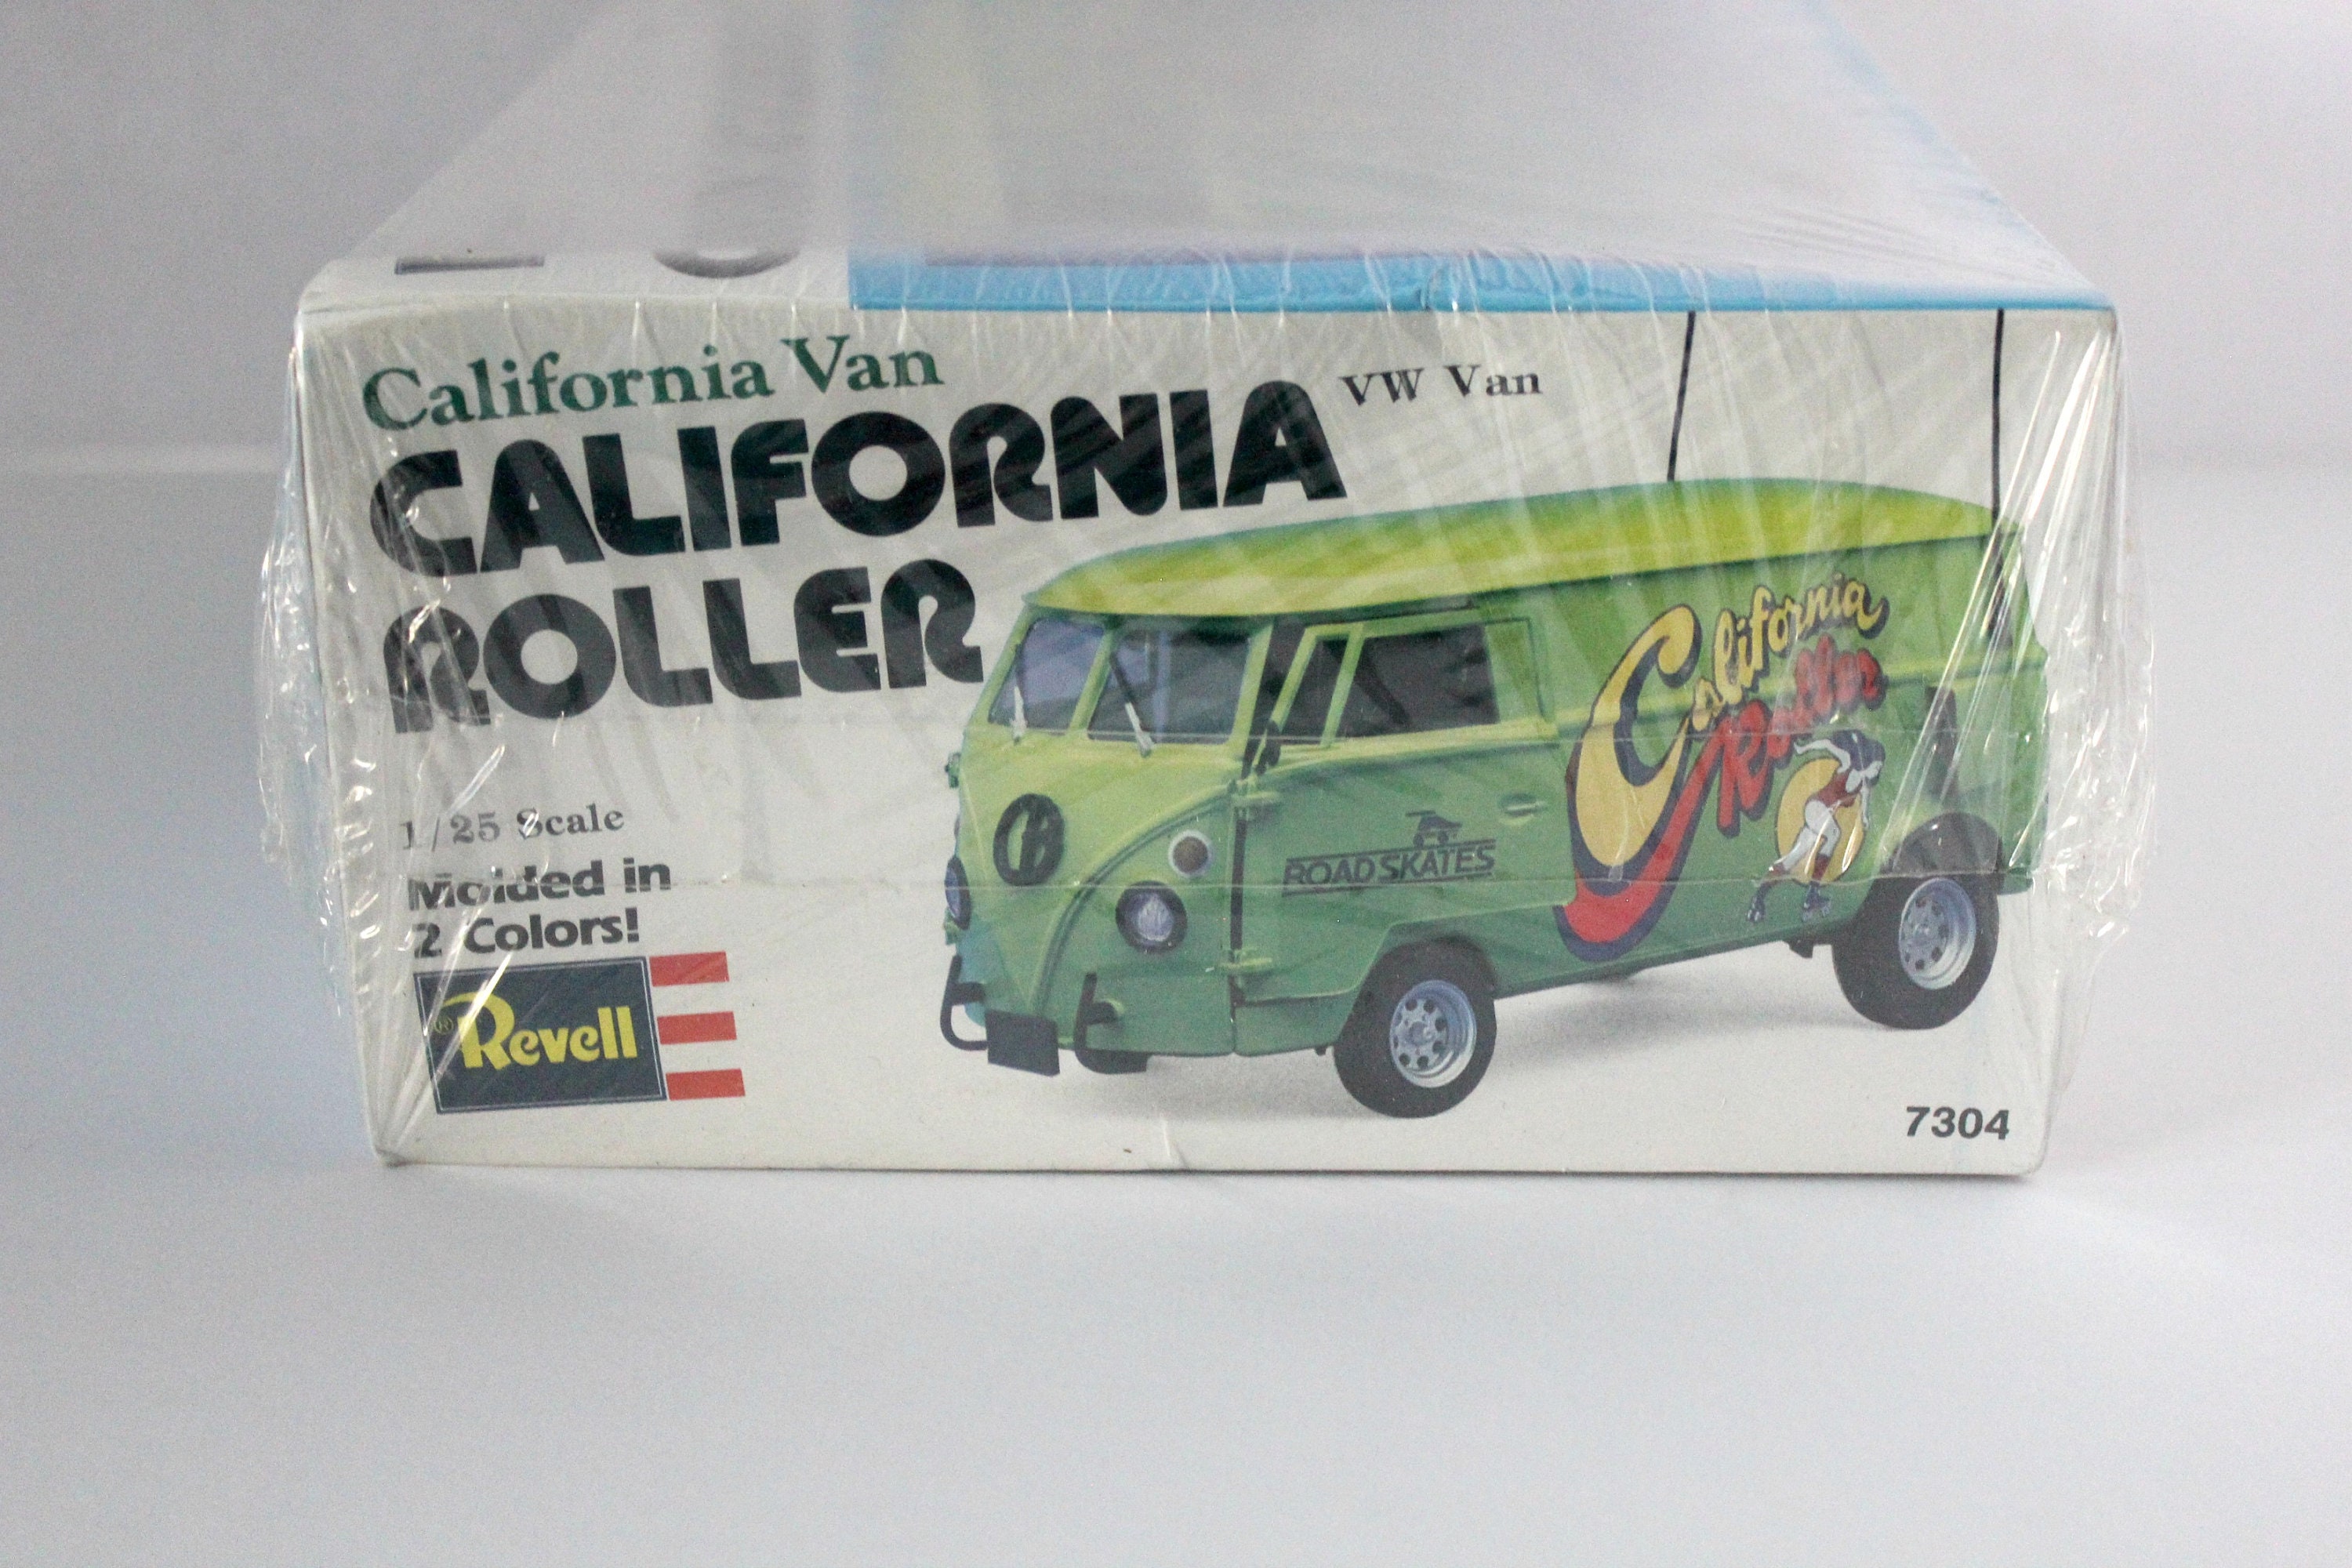 California Van
CALIFORNIA
VW Van
ROLLER
1/25 Scale
Molded in
2 Colors!
® Revell
CB
ROAD SKATES
California
Roller
7304